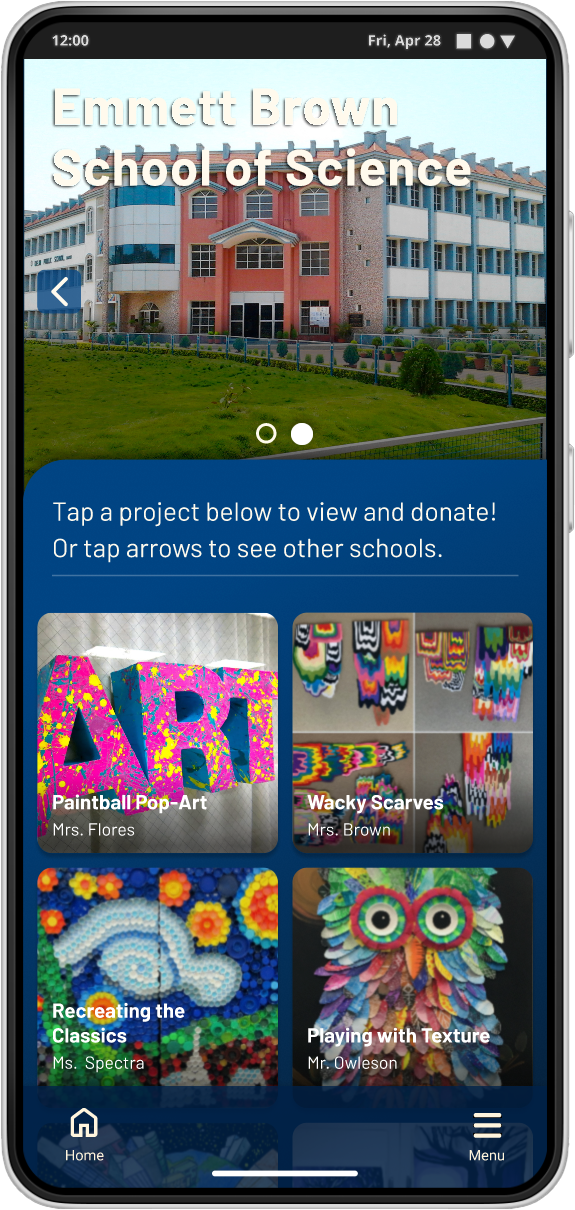 12:00
Fri, Apr 28
Emmett Brown
School of Science
Tap a project below to view and donate!
Or tap arrows to see other schools.
ART
Paintball Pop-Art
Mrs. Flores
Wacky Scarves
Mrs. Brown
Recreating the
Classics
Ms. Spectra
Playing with Texture
Mr. Owleson
Home
Menu